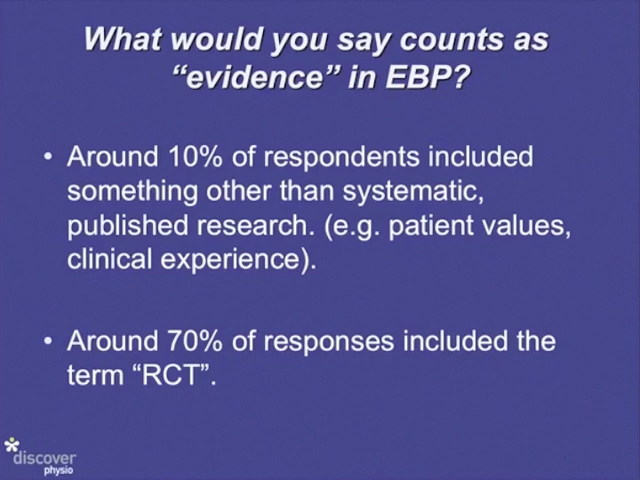 What would you say counts as
“evidence” in EBP?
• Around 10% of respondents included
something other than systematic,
published research. (e.g. patient values,
clinical experience).
• Around 70% of responses included the
term “RCT”.
*discover
physio